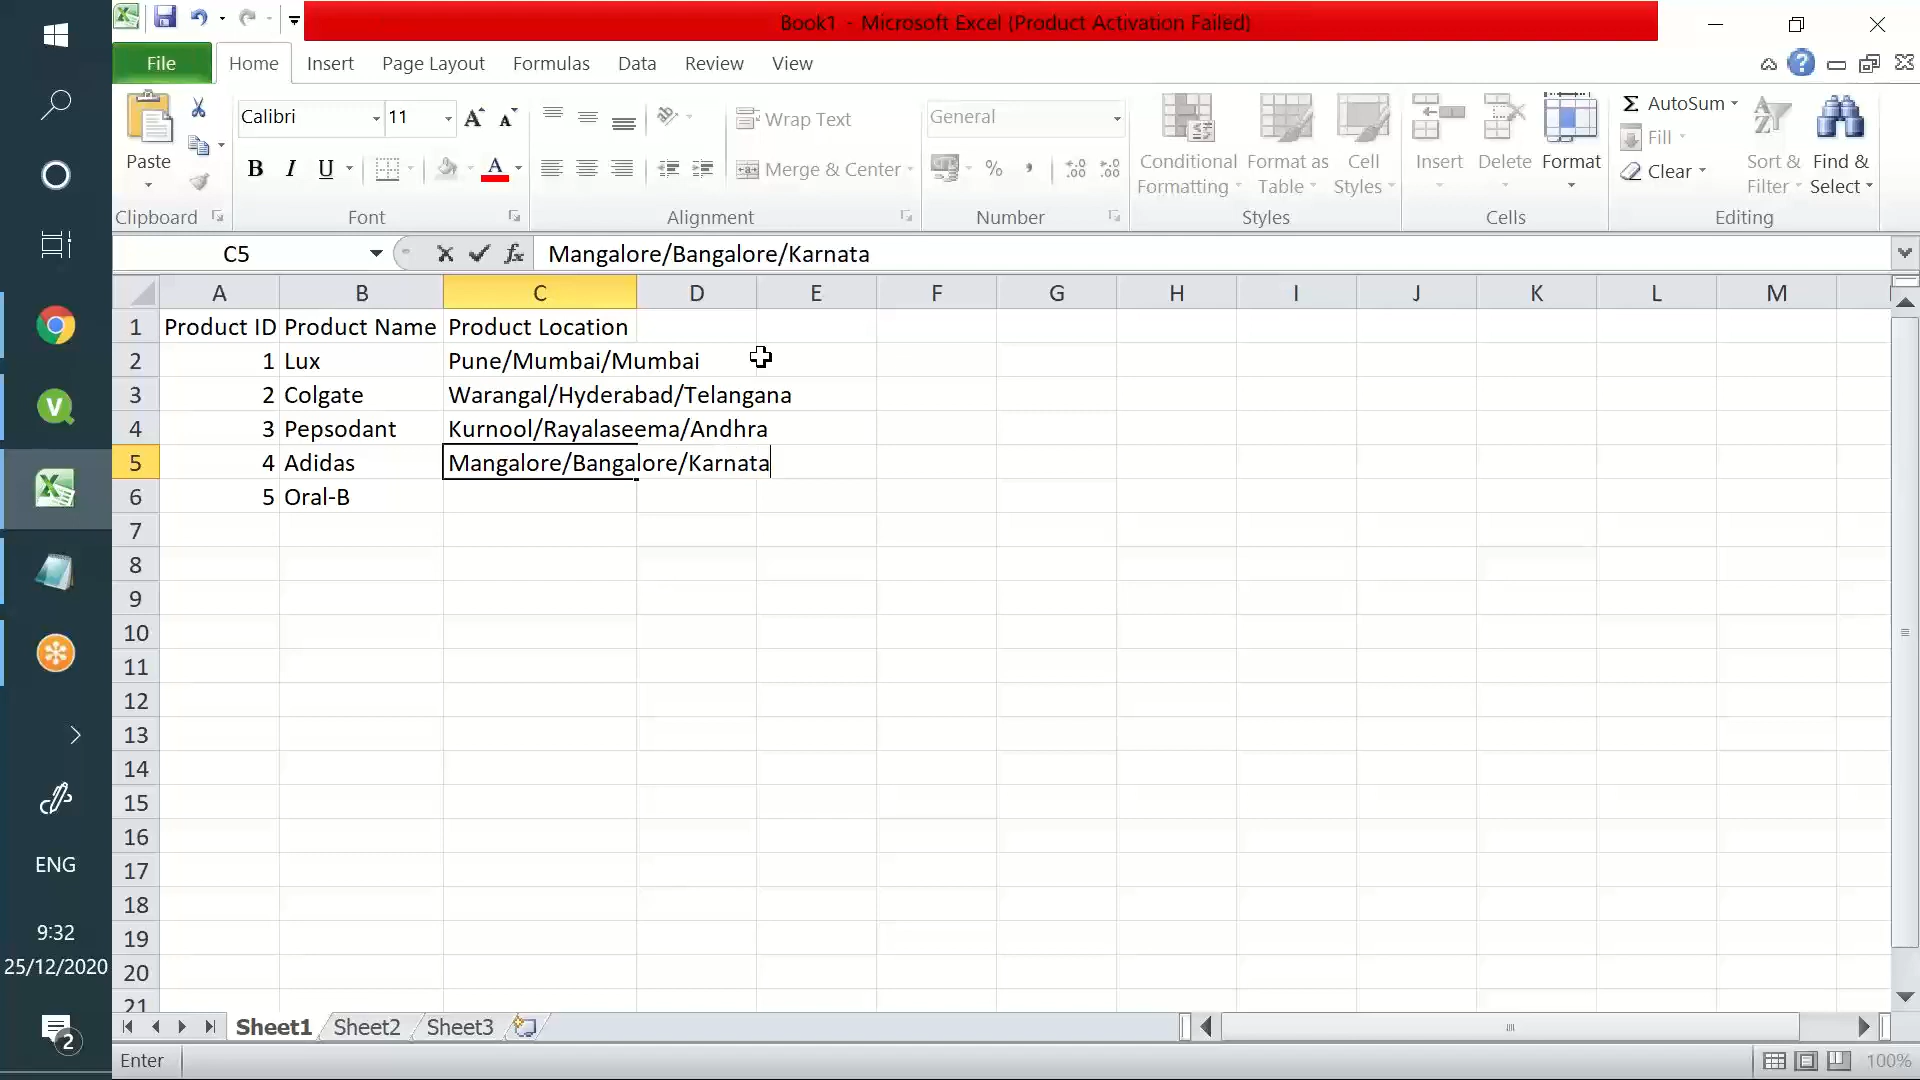 Book1 - Microsoft Excel (Product Activation Failed)
File Home Insert Page Layout Formulas Data Review View
Paste
Clipboard
Calibri 11
B I U A
Font
Wrap Text
Merge & Center
Alignment
General
%
Number
Conditional Formatting
Format as Table
Cell Styles
Styles
Insert Delete Format
Cells
Σ AutoSum
Fill
Clear
Sort & Filter
Find & Select
Editing
C5 fx Mangalore/Bangalore/Karnata
A B C D E F G H I J K L M
1 Product ID Product Name Product Location
2 1 Lux Pune/Mumbai/Mumbai
3 2 Colgate Warangal/Hyderabad/Telangana
4 3 Pepsodant Kurnool/Rayalaseema/Andhra
5 4 Adidas Mangalore/Bangalore/Karnata
6 5 Oral-B
7
8
9
10
11
12
13
14
15
16
17
18
19
20
21
Sheet1 Sheet2 Sheet3
Enter 100%
ENG
9:32
25/12/2020
2